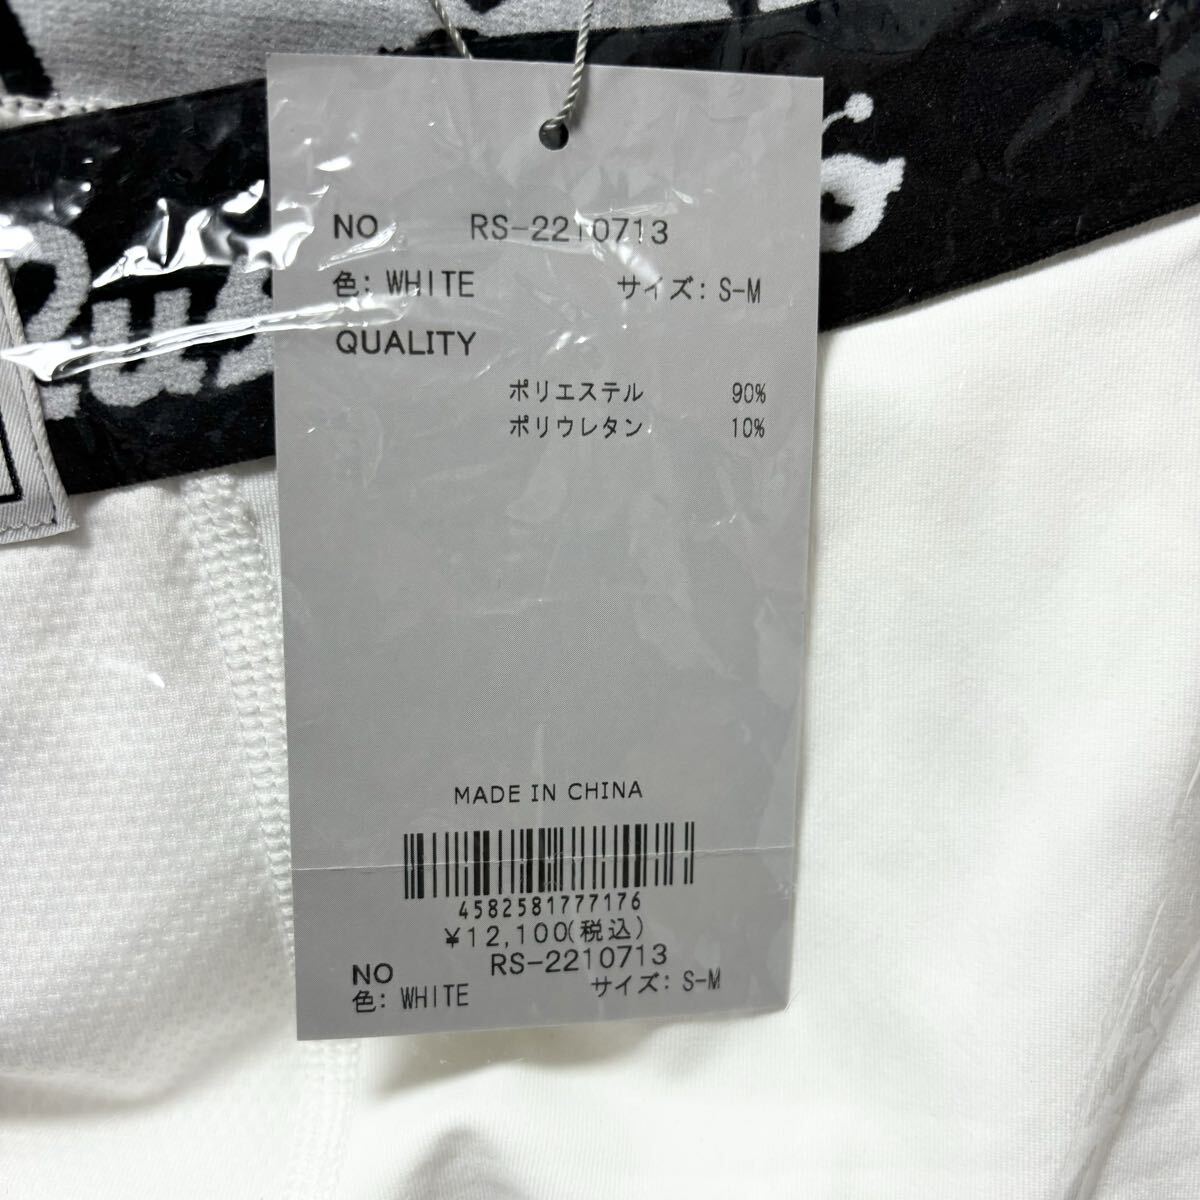 NO RS-2210713
色: WHITE サイズ: S-M
QUALITY
ポリエステル 90%
ポリウレタン 10%
MADE IN CHINA
4582581777176
¥12,100(税込)
NO RS-2210713
色: WHITE サイズ: S-M